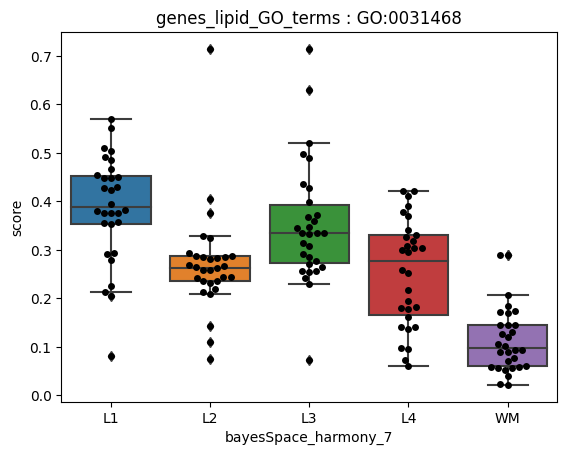 genes_lipid_GO_terms : GO:0031468
0.7
0.6
0.5
0.4
0.3
0.2
0.1
0.0
score
L1 L2 L3 L4 WM
bayesSpace_harmony_7